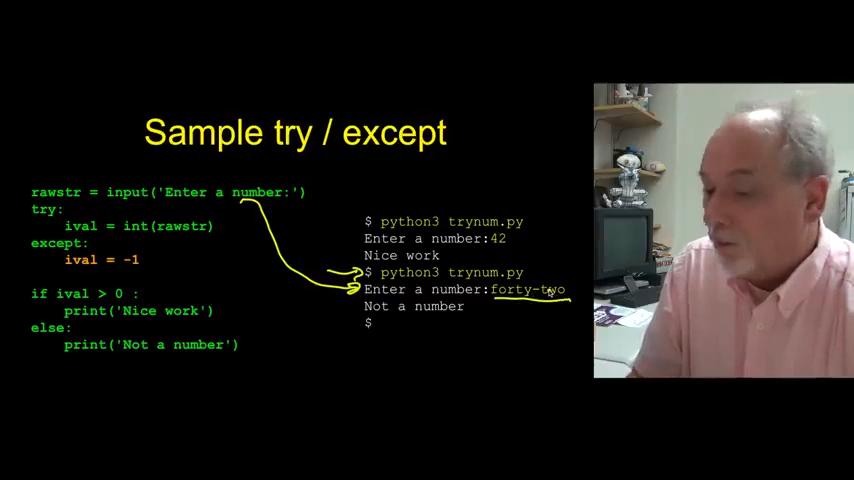 Sample try / except
rawstr = input('Enter a number:')
try:
    ival = int(rawstr)
except:
    ival = -1
if ival > 0 :
    print('Nice work')
else:
    print('Not a number')
$ python3 trynum.py
Enter a number:42
Nice work
$ python3 trynum.py
Enter a number:forty-two
Not a number
$